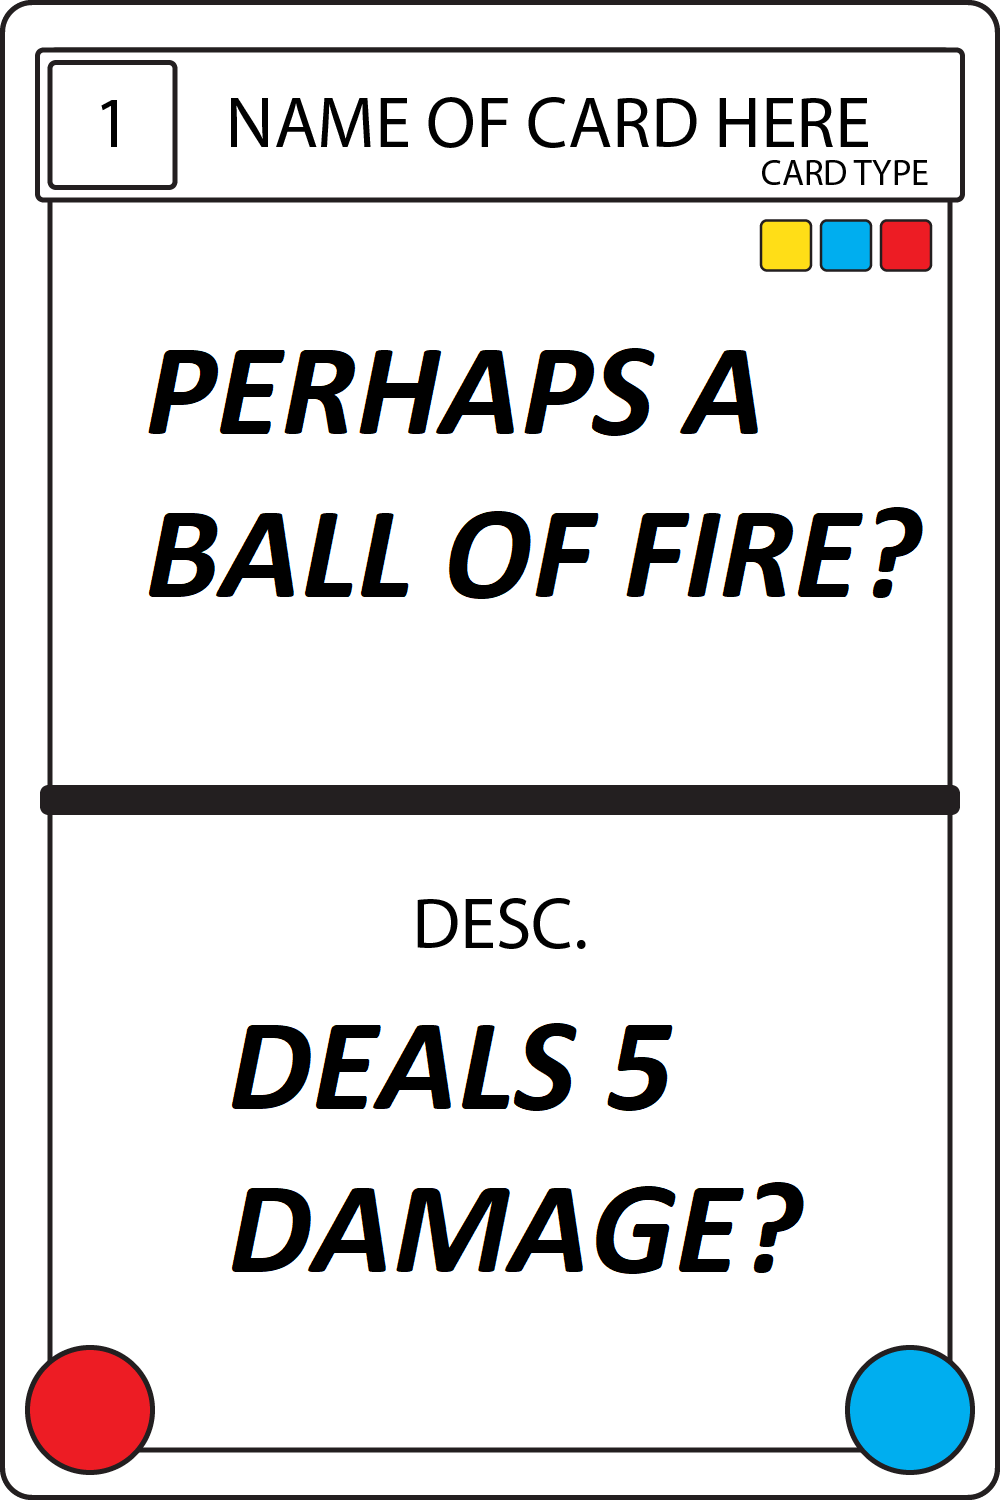 1
NAME OF CARD HERE
CARD TYPE
PERHAPS A
BALL OF FIRE?
DESC.
DEALS 5
DAMAGE?